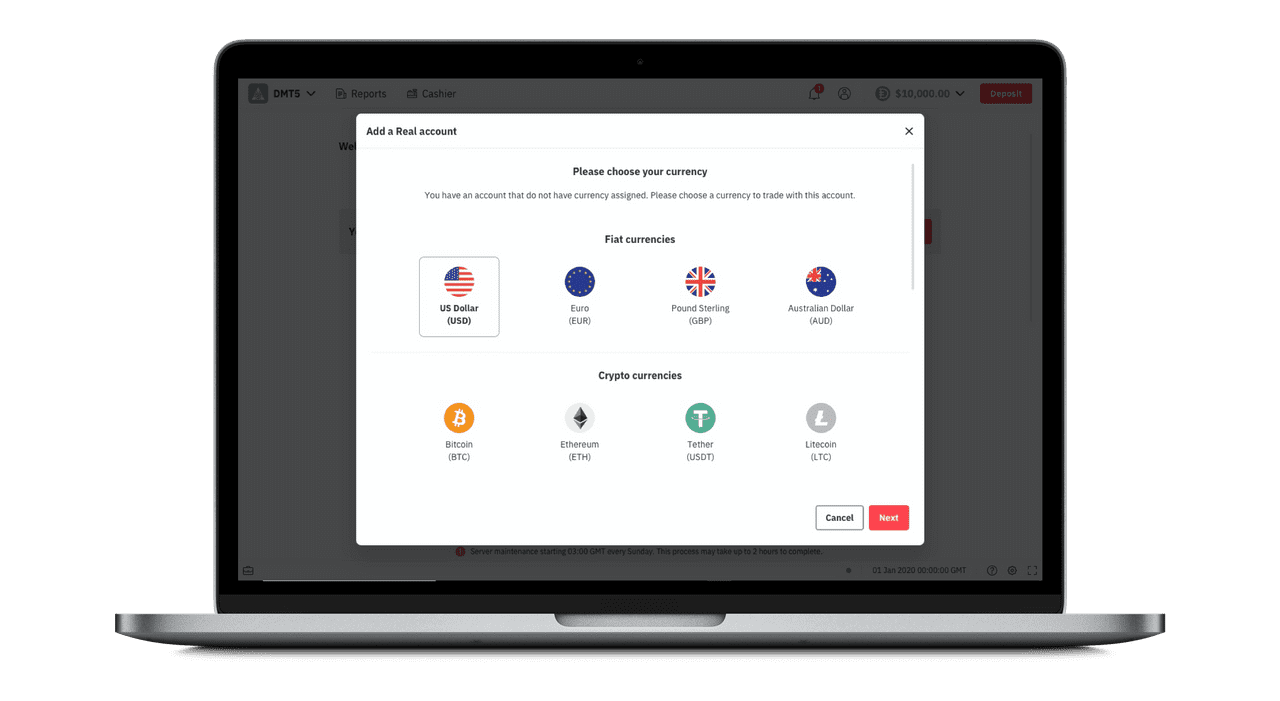 DMT5
Reports
Cashier
1
$10,000.00
Deposit
Wel
Add a Real account
Please choose your currency
You have an account that do not have currency assigned. Please choose a currency to trade with this account.
Fiat currencies
US Dollar
(USD)
Euro
(EUR)
Pound Sterling
(GBP)
Australian Dollar
(AUD)
Crypto currencies
Bitcoin
(BTC)
Ethereum
(ETH)
Tether
(USDT)
Litecoin
(LTC)
Cancel
Next
Server maintenance starting 03:00 GMT every Sunday. This process may take up to 2 hours to complete.
01 Jan 2020 00:00:00 GMT